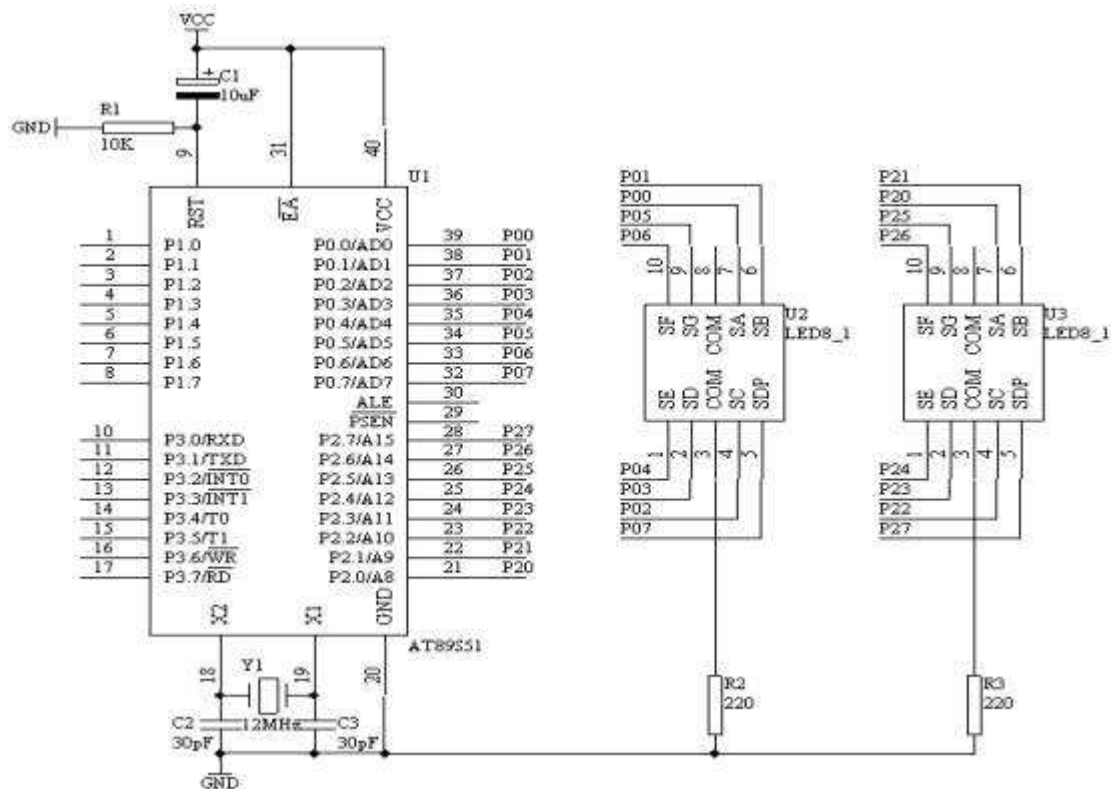 VCC
C1
10uF
R1
GND
10K
9
31
40
U1
RST
EA
VCC
1 P1.0
2 P1.1
3 P1.2
4 P1.3
5 P1.4
6 P1.5
7 P1.6
8 P1.7
10 P3.0/RXD
11 P3.1/TXD
12 P3.2/INT0
13 P3.3/INT1
14 P3.4/T0
15 P3.5/T1
16 P3.6/WR
17 P3.7/RD
P0.0/AD0 39 P00
P0.1/AD1 38 P01
P0.2/AD2 37 P02
P0.3/AD3 36 P03
P0.4/AD4 35 P04
P0.5/AD5 34 P05
P0.6/AD6 33 P06
P0.7/AD7 32 P07
ALE 30
PSEN 29
P2.7/A15 28 P27
P2.6/A14 27 P26
P2.5/A13 26 P25
P2.4/A12 25 P24
P2.3/A11 24 P23
P2.2/A10 23 P22
P2.1/A9 22 P21
P2.0/A8 21 P20
X2
X1
GND
AT89S51
18
Y1
19
20
C2
12MHz
C3
30pF
30pF
GND
P01
P00
P05
P06
10 9 8 7 6
U2
LED8_1
SF SG COM SA SB
SE SD COM SC SDP
1 2 3 4 5
P04
P03
P02
P07
R2
220
P21
P20
P25
P26
10 9 8 7 6
U3
LED8_1
SF SG COM SA SB
SE SD COM SC SDP
1 2 3 4 5
P24
P23
P22
P27
R3
220